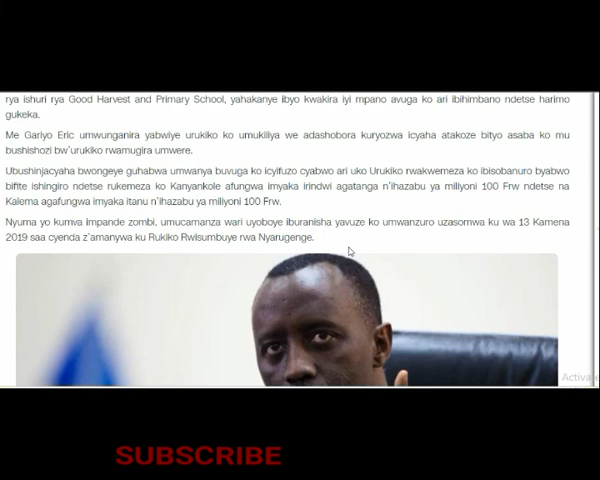 rya ishuri rya Good Harvest and Primary School, yahakanye ibyo kwakira iyi mpano avuga ko ari ibihimbano ndetse harimo
gukeka.
Me Gariyo Eric umwunganira yabwiye urukiko ko umukiliya we adashobora kuryozwa icyaha atakoze bityo asaba ko mu
bushishozi bw'urukiko rwamugira umwere.
Ubushinjacyaha bwongeye guhabwa umwanya buvuga ko icyifuzo cyabwo ari uko Urukiko rwakwemeza ko ibisobanuro byabwo
bifite ishingiro ndetse rukemeza ko Kanyankole afungwa imyaka irindwi agatanga n'ihazabu ya miliyoni 100 Frw ndetse na
Kalema agafungwa imyaka itanu n'ihazabu ya miliyoni 100 Frw.
Nyuma yo kumva impande zombi, umucamanza wari uyoboye iburanisha yavuze ko umwanzuro uzasomwa ku wa 13 Kamena
2019 saa cyenda z'amanywa ku Rukiko Rwisumbuye rwa Nyarugenge.
SUBSCRIBE